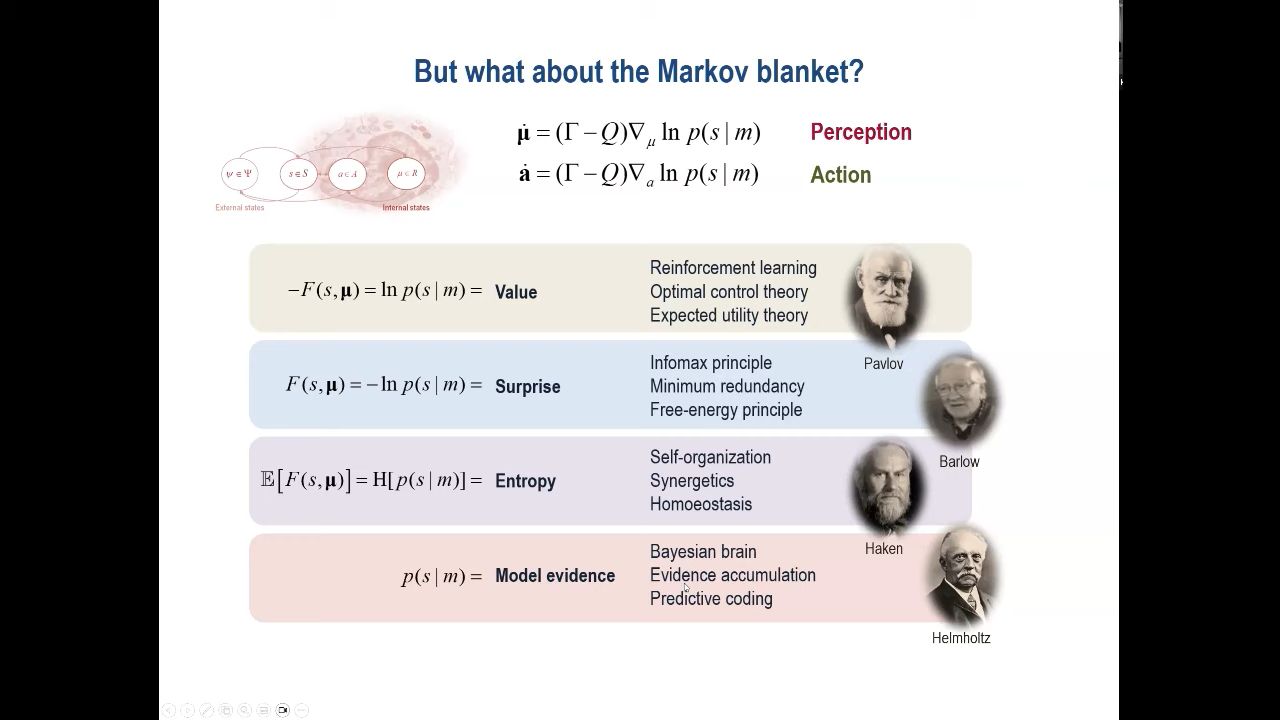 But what about the Markov blanket?
μ̇ = (Γ − Q)∇μ ln p(s | m) Perception
ȧ = (Γ − Q)∇a ln p(s | m) Action
ψ ∈ Ψ s ∈ S a ∈ A μ ∈ R
External states Internal states
−F(s, μ) = ln p(s | m) = Value
Reinforcement learning
Optimal control theory
Expected utility theory
Pavlov
F(s, μ) = − ln p(s | m) = Surprise
Infomax principle
Minimum redundancy
Free-energy principle
Barlow
𝔼[F(s, μ)] = H[p(s | m)] = Entropy
Self-organization
Synergetics
Homoeostasis
Haken
p(s | m) = Model evidence
Bayesian brain
Evidence accumulation
Predictive coding
Helmholtz